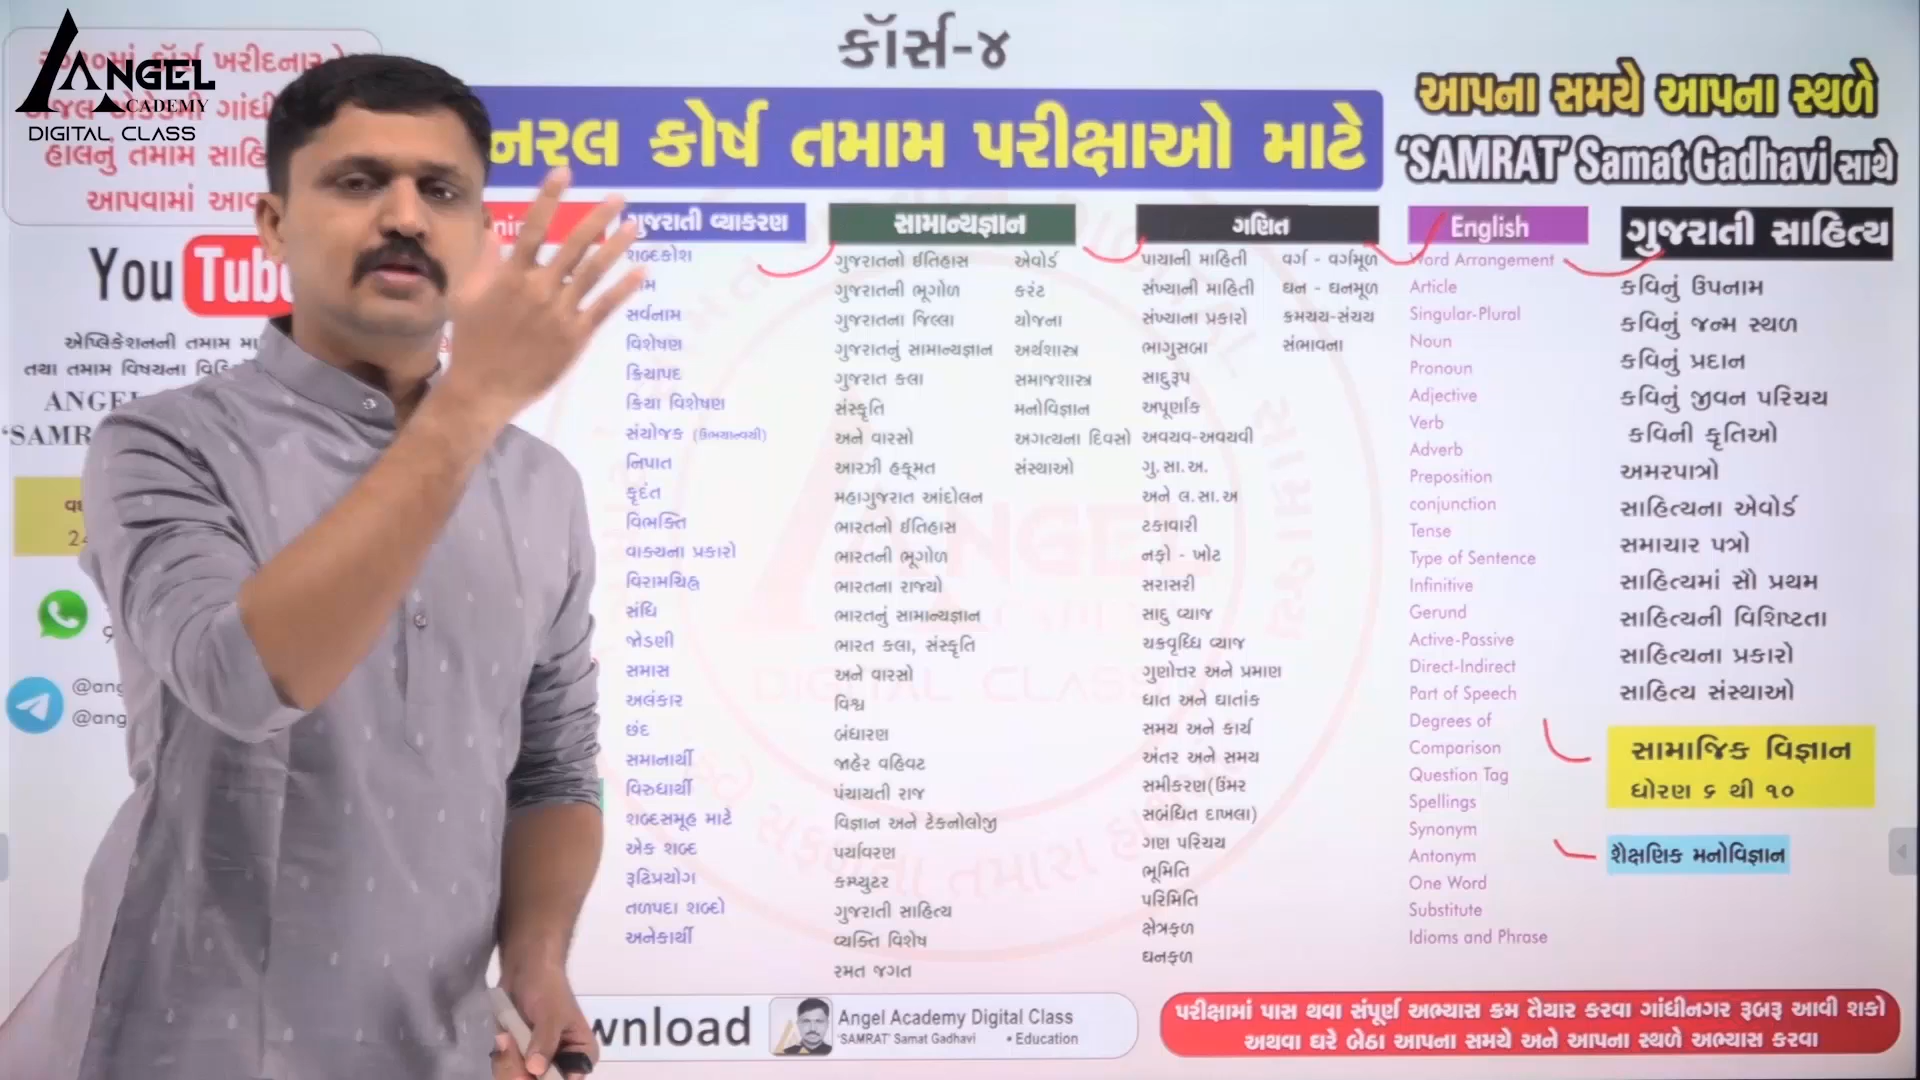 ANGEL
ACADEMY
DIGITAL CLASS
કૉર્સ-૪
નરલ કોર્ષ તમામ પરીક્ષાઓ માટે
આપના સમયે આપના સ્થળે
'SAMRAT' Samat Gadhavi સાથે
ખરીદનાર
ગાંધી
હાલનું તમામ સાહિ
આપવામાં આવ
YouTube
એપ્લિકેશનની તમામ મા
તથા તમામ વિષયના વિડિ
ANGEL
'SAMR
24
@ang
@ang
ગુજરાતી વ્યાકરણ
શબ્દકોશ
સર્વનામ
વિશેષણ
ક્રિયાપદ
ક્રિયા વિશેષણ
સંયોજક (ઉભયાન્વયી)
નિપાત
કૃદંત
વિભક્તિ
વાક્યના પ્રકારો
વિરામચિહ્ન
સંધિ
જોડણી
સમાસ
અલંકાર
છંદ
સમાનાર્થી
વિરુધાર્થી
શબ્દસમૂહ માટે
એક શબ્દ
રૂઢિપ્રયોગ
તળપદા શબ્દો
અનેકાર્થી
સામાન્યજ્ઞાન
ગુજરાતનો ઈતિહાસ
ગુજરાતની ભૂગોળ
ગુજરાતના જિલ્લા
ગુજરાતનું સામાન્યજ્ઞાન
ગુજરાત કલા
સંસ્કૃતિ
અને વારસો
આરઝી હકૂમત
મહાગુજરાત આંદોલન
ભારતનો ઈતિહાસ
ભારતની ભૂગોળ
ભારતના રાજ્યો
ભારતનું સામાન્યજ્ઞાન
ભારત કલા, સંસ્કૃતિ
અને વારસો
વિશ્વ
બંધારણ
જાહેર વહિવટ
પંચાયતી રાજ
વિજ્ઞાન અને ટેકનોલોજી
પર્યાવરણ
કમ્પ્યુટર
ગુજરાતી સાહિત્ય
વ્યક્તિ વિશેષ
રમત જગત
એવોર્ડ
કરંટ
યોજના
અર્થશાસ્ત્ર
સમાજશાસ્ત્ર
મનોવિજ્ઞાન
અગત્યના દિવસો
સંસ્થાઓ
ગણિત
પાયાની માહિતી
સંખ્યાની માહિતી
સંખ્યાના પ્રકારો
ભાગુસબા
સાદુરૂપ
અપૂર્ણાંક
અવયવ-અવયવી
ગુ.સા.અ.
અને લ.સા.અ
ટકાવારી
નફો - ખોટ
સરાસરી
સાદુ વ્યાજ
ચક્રવૃધ્ધિ વ્યાજ
ગુણોત્તર અને પ્રમાણ
ઘાત અને ઘાતાંક
સમય અને કાર્ય
અંતર અને સમય
સમીકરણ(ઉંમર
સબંધિત દાખલા)
ગણ પરિચય
ભૂમિતિ
પરિમિતિ
ક્ષેત્રફળ
ઘનફળ
વર્ગ - વર્ગમૂળ
ઘન - ઘનમૂળ
ક્રમચય-સંચય
સંભાવના
English
Word Arrangement
Article
Singular-Plural
Noun
Pronoun
Adjective
Verb
Adverb
Preposition
conjunction
Tense
Type of Sentence
Infinitive
Gerund
Active-Passive
Direct-Indirect
Part of Speech
Degrees of
Comparison
Question Tag
Spellings
Synonym
Antonym
One Word
Substitute
Idioms and Phrase
ગુજરાતી સાહિત્ય
કવિનું ઉપનામ
કવિનું જન્મ સ્થળ
કવિનું પ્રદાન
કવિનું જીવન પરિચય
કવિની કૃતિઓ
અમરપાત્રો
સાહિત્યના એવોર્ડ
સમાચાર પત્રો
સાહિત્યમાં સૌ પ્રથમ
સાહિત્યની વિશિષ્ટતા
સાહિત્યના પ્રકારો
સાહિત્ય સંસ્થાઓ
સામાજિક વિજ્ઞાન
ધોરણ ૬ થી ૧૦
શૈક્ષણિક મનોવિજ્ઞાન
wnload
Angel Academy Digital Class
'SAMRAT' Samat Gadhavi • Education
પરીક્ષામાં પાસ થવા સંપૂર્ણ અભ્યાસ ક્રમ તૈયાર કરવા ગાંધીનગર રૂબરૂ આવી શકો
અથવા ઘરે બેઠા આપના સમયે અને આપના સ્થળે અભ્યાસ કરવા